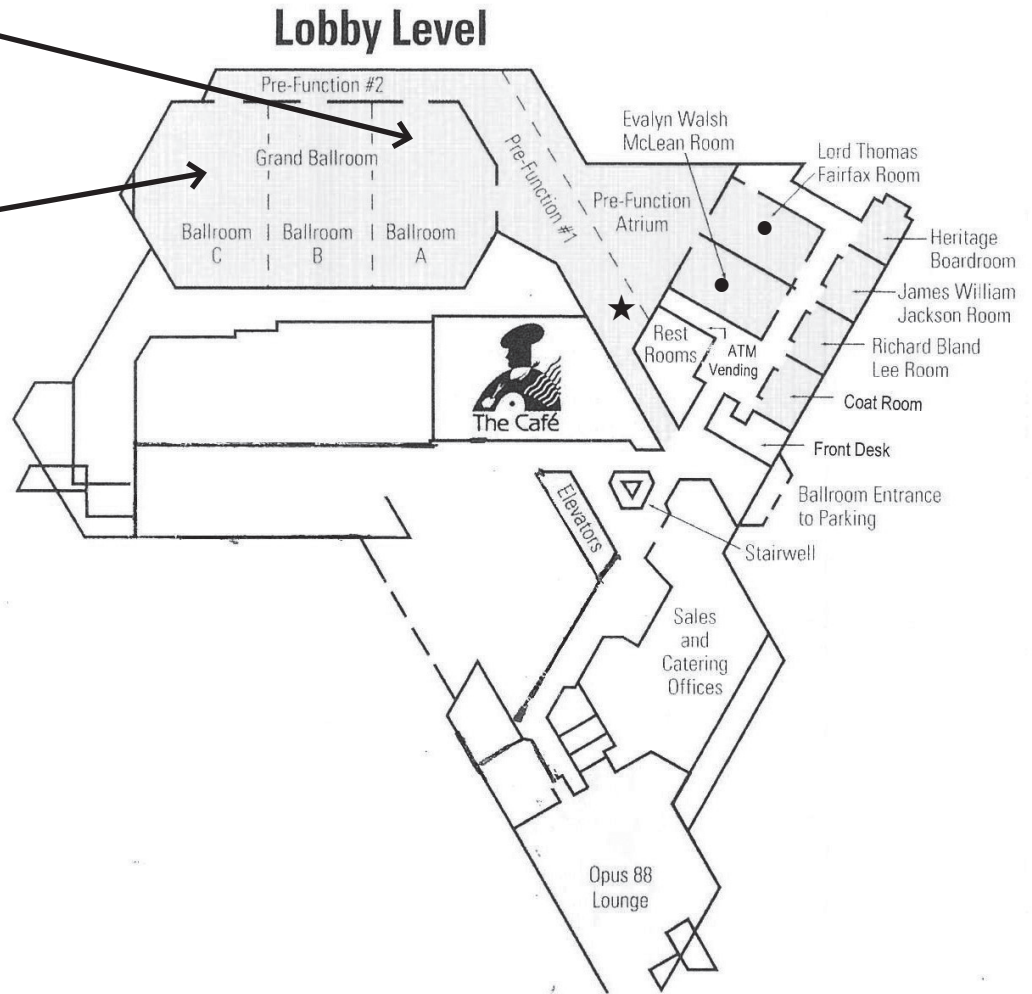 Lobby Level
Pre-Function #2
Grand Ballroom
Ballroom
C
Ballroom
B
Ballroom
A
Pre-Function #1
Pre-Function
Atrium
Evalyn Walsh
McLean Room
Lord Thomas
Fairfax Room
Heritage
Boardroom
James William
Jackson Room
Richard Bland
Lee Room
Rest
Rooms
ATM
Vending
Coat Room
Front Desk
The Café
Elevators
Ballroom Entrance
to Parking
Stairwell
Sales
and
Catering
Offices
Opus 88
Lounge